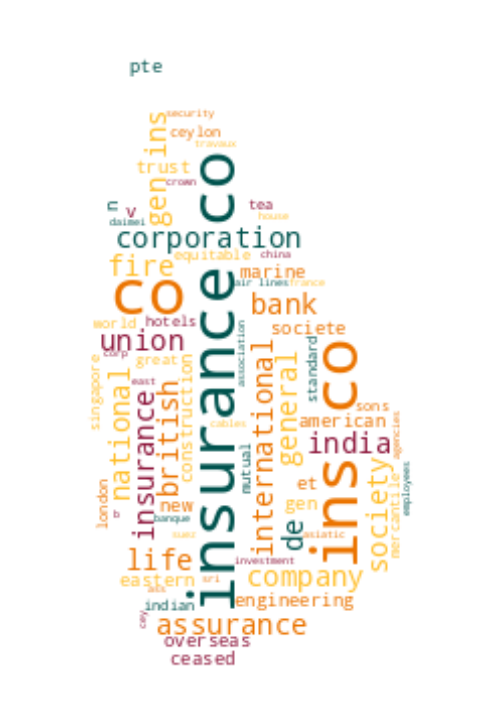 pte
security
ins
ceylon
travaux
co
trust
crown
gen
n
v
tea
daimei
house
corporation
equitable
china
fire
marine
air lines
france
co
bank
world
hotels
societe
union
association
standard
corp
great
insurance co
ins co
singapore
national
east
british
construction
international
general
sons
insurance
cables
american
agencies
india
mutual
society
mercantile
employees
london
et
new
gen
b
banque
de
suez
asiatic
life
investment
eastern
sri
company
ass
indian
engineering
cey
assurance
overseas
ceased